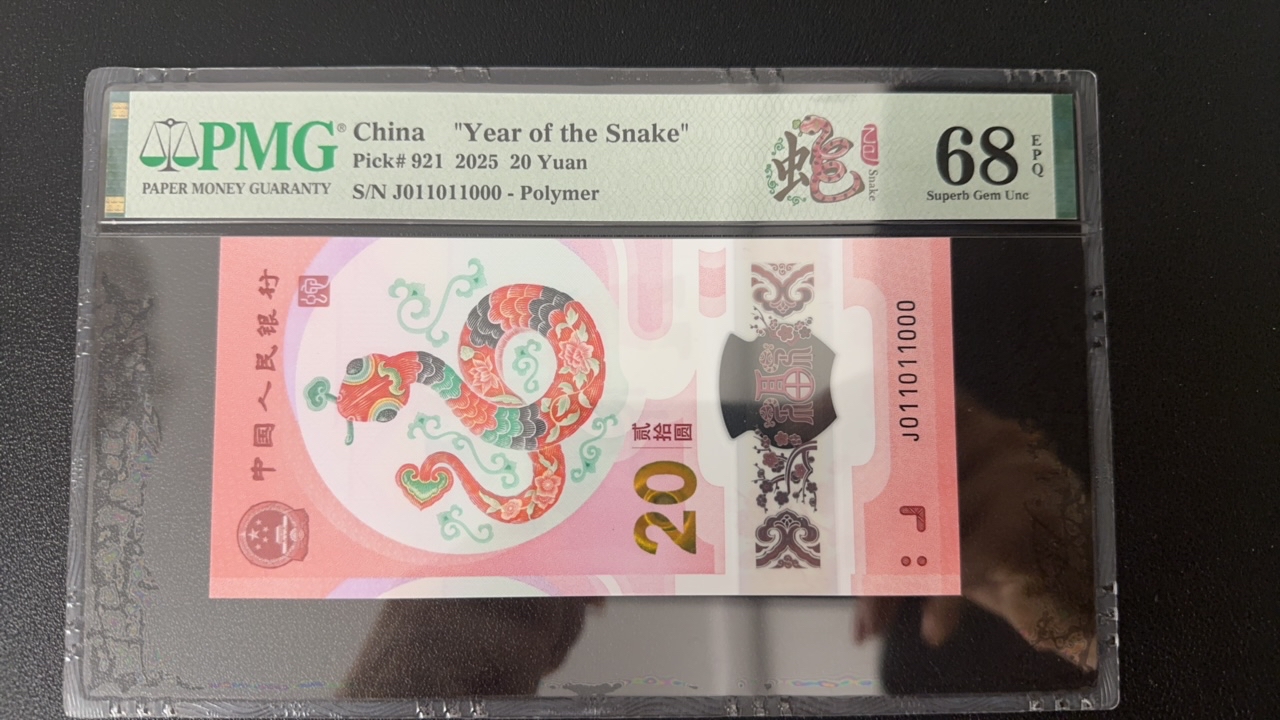 PMG®
PAPER MONEY GUARANTY
China "Year of the Snake"
Pick# 921 2025 20 Yuan
S/N J011011000 - Polymer
蛇
Snake
68
EPQ
Superb Gem Unc
中国人民银行
贰拾圆
20
福
J011011000